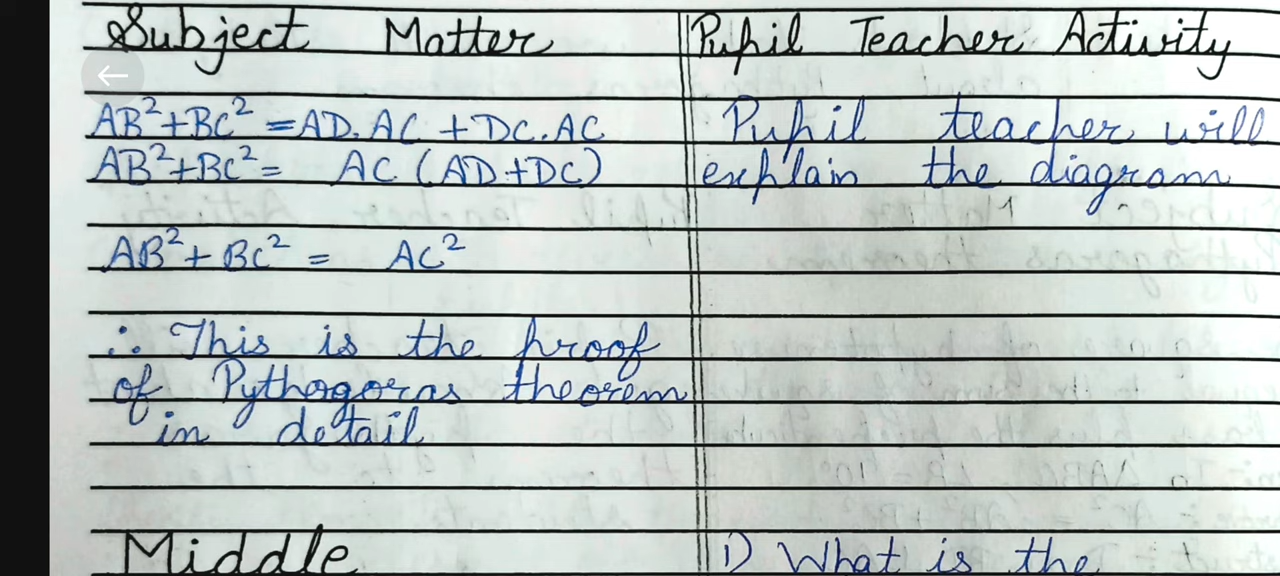 Subject Matter
Pupil Teacher Activity
AB²+BC² = AD.AC + DC.AC
AB²+BC² = AC (AD+DC)
AB²+BC² = AC²
∴ This is the proof
of Pythagoras theorem
in detail
Pupil teacher will
explain the diagram
Middle
1) What is the